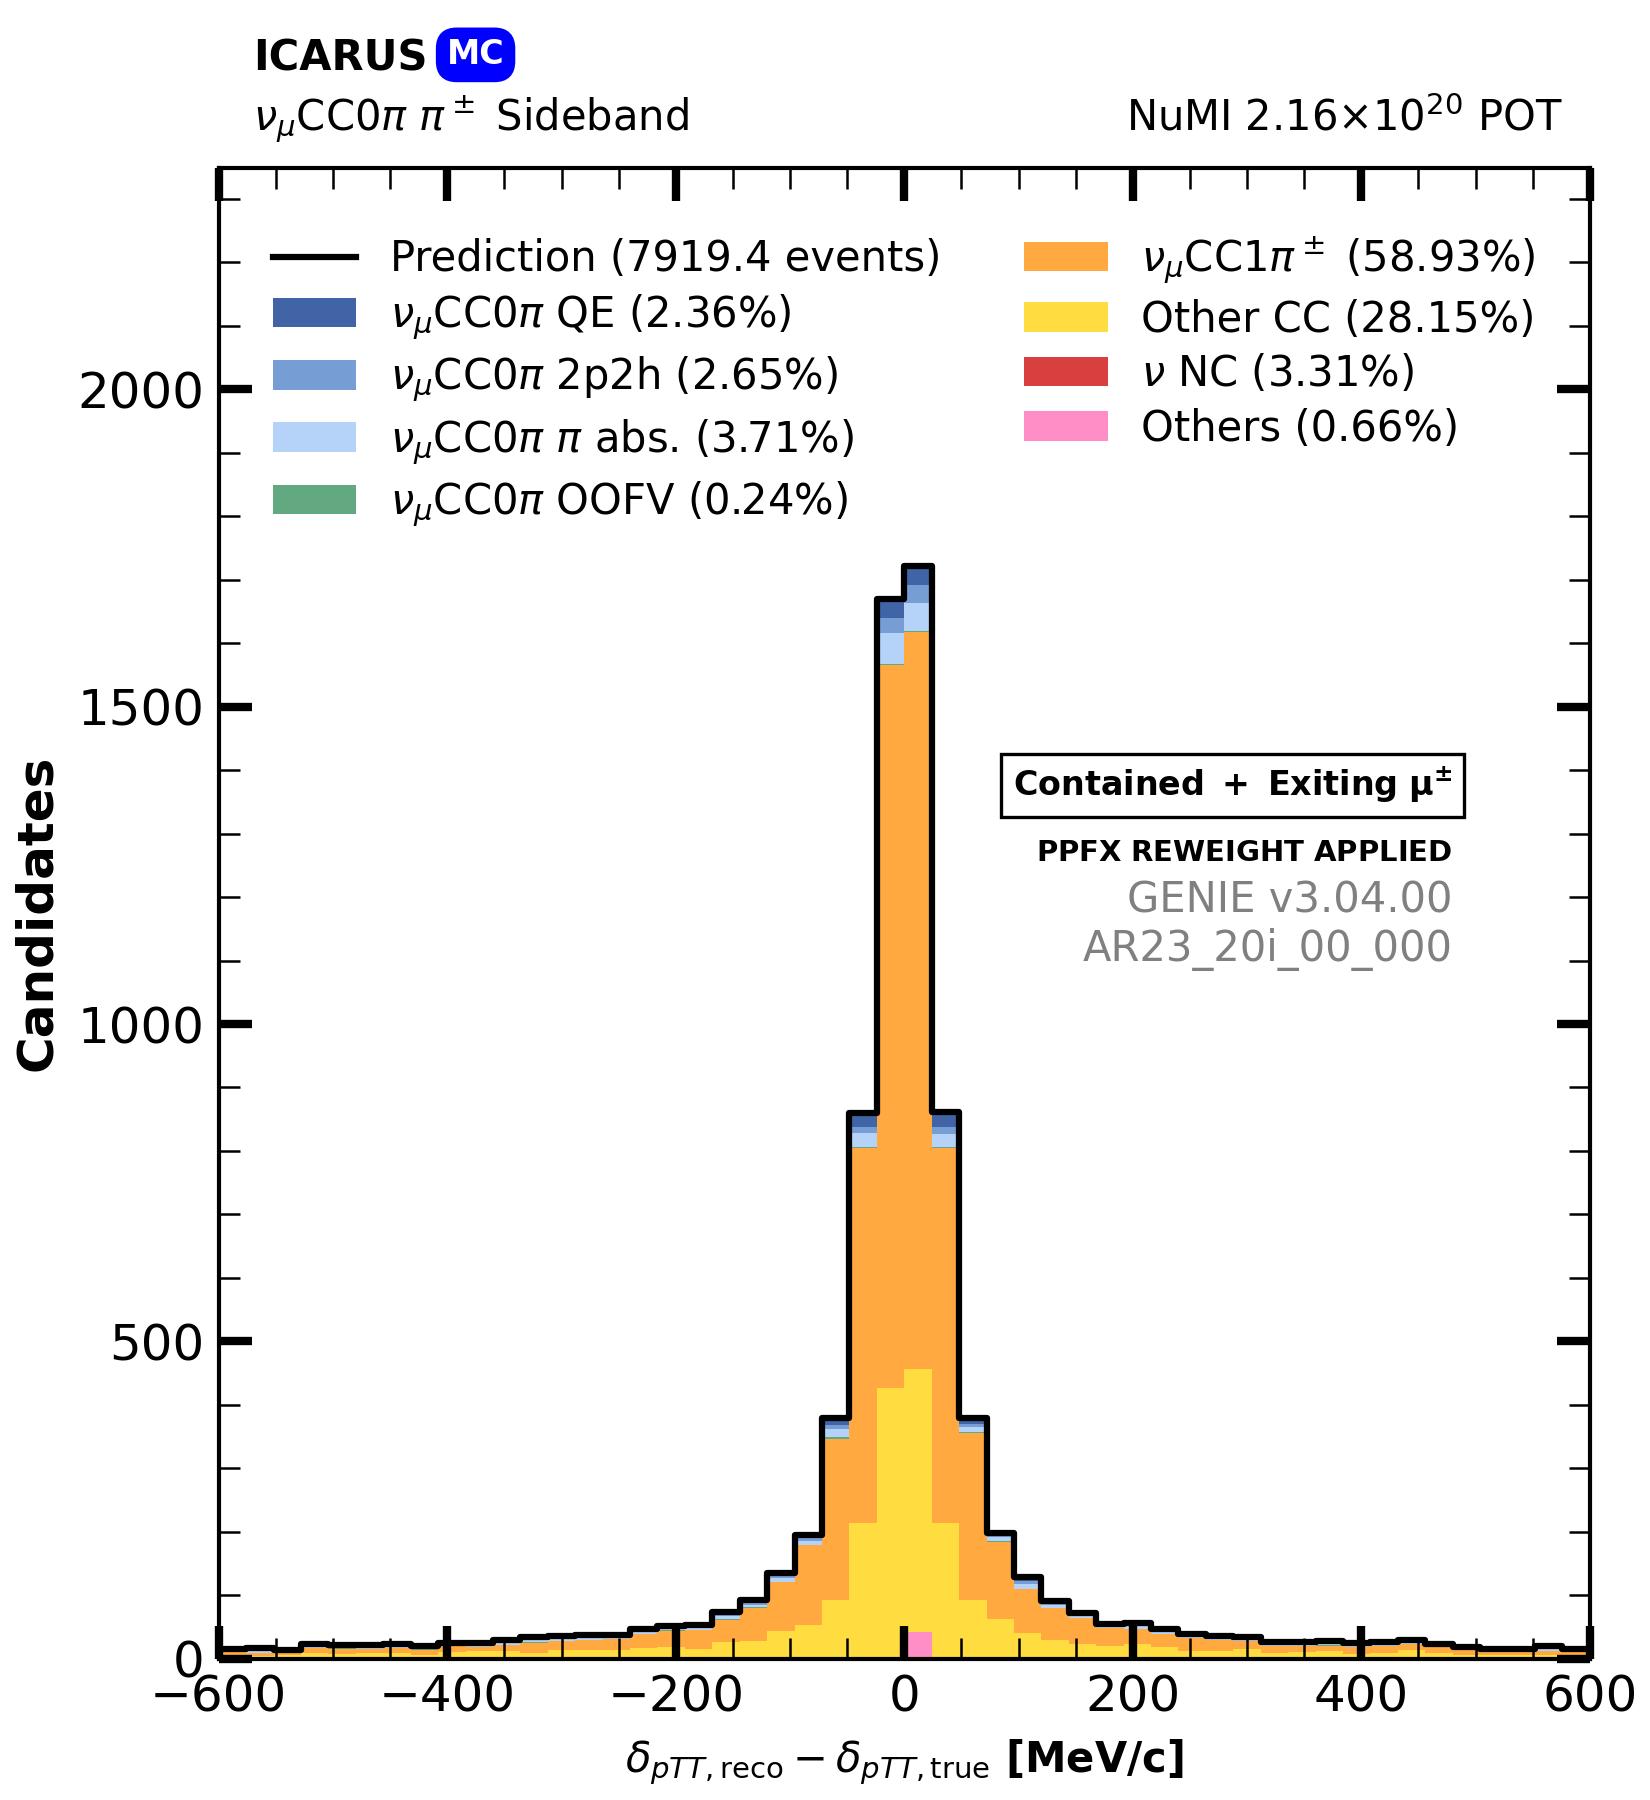 ICARUS MC
νμCC0π π± Sideband
NuMI 2.16×10²⁰ POT
Prediction (7919.4 events)
νμCC0π QE (2.36%)
νμCC0π 2p2h (2.65%)
νμCC0π π abs. (3.71%)
νμCC0π OOFV (0.24%)
νμCC1π± (58.93%)
Other CC (28.15%)
ν NC (3.31%)
Others (0.66%)
Contained + Exiting μ±
PPFX REWEIGHT APPLIED
GENIE v3.04.00
AR23_20i_00_000
Candidates
2000
1500
1000
500
0
−600 −400 −200 0 200 400 600
δpTT,reco − δpTT,true [MeV/c]